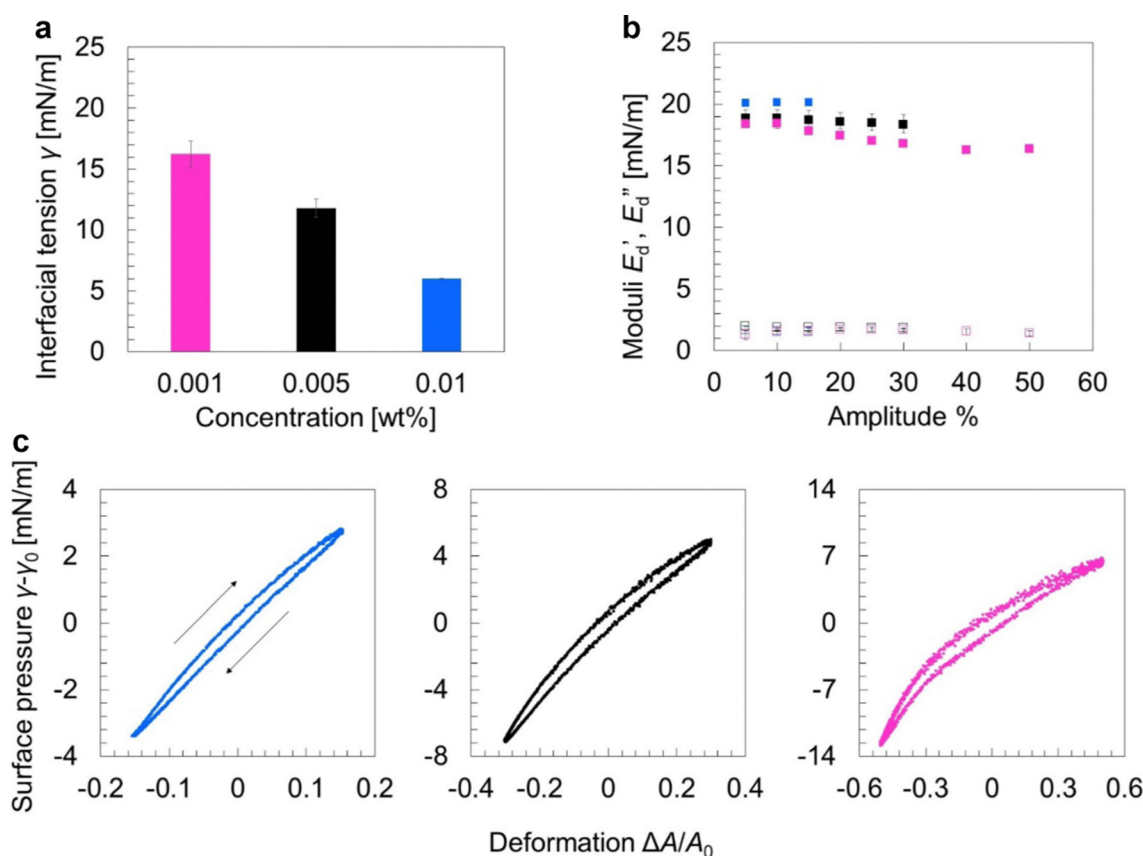 a
Interfacial tension γ [mN/m]
25
20
15
10
5
0
0.001 0.005 0.01
Concentration [wt%]
b
Moduli E_d′, E_d″ [mN/m]
25
20
15
10
5
0
0 10 20 30 40 50 60
Amplitude %
c
Surface pressure γ-γ₀ [mN/m]
4
2
0
-2
-4
-0.2 -0.1 0 0.1 0.2
8
4
0
-4
-8
-0.4 -0.2 0 0.2 0.4
14
7
0
-7
-14
-0.6 -0.3 0 0.3 0.6
Deformation ΔA/A₀